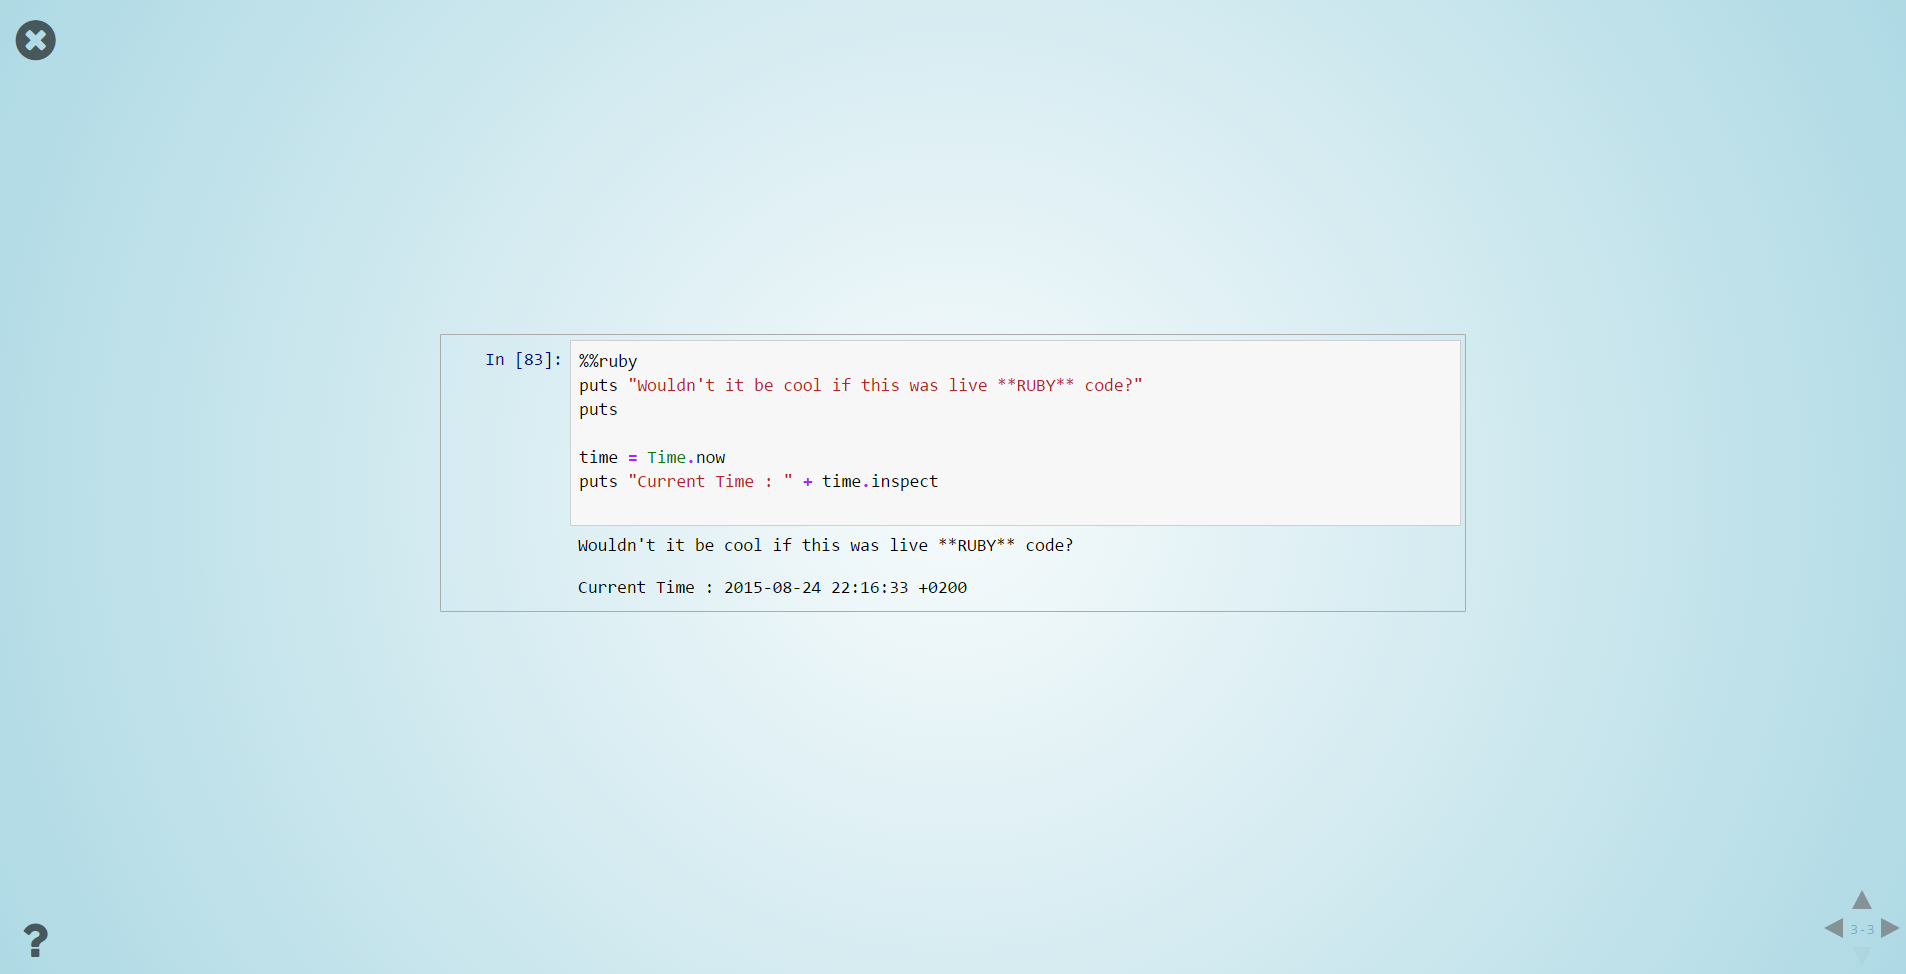 In [83]:
%%ruby
puts "Wouldn't it be cool if this was live **RUBY** code?"
puts
time = Time.now
puts "Current Time : " + time.inspect
Wouldn't it be cool if this was live **RUBY** code?
Current Time : 2015-08-24 22:16:33 +0200
?
3-3